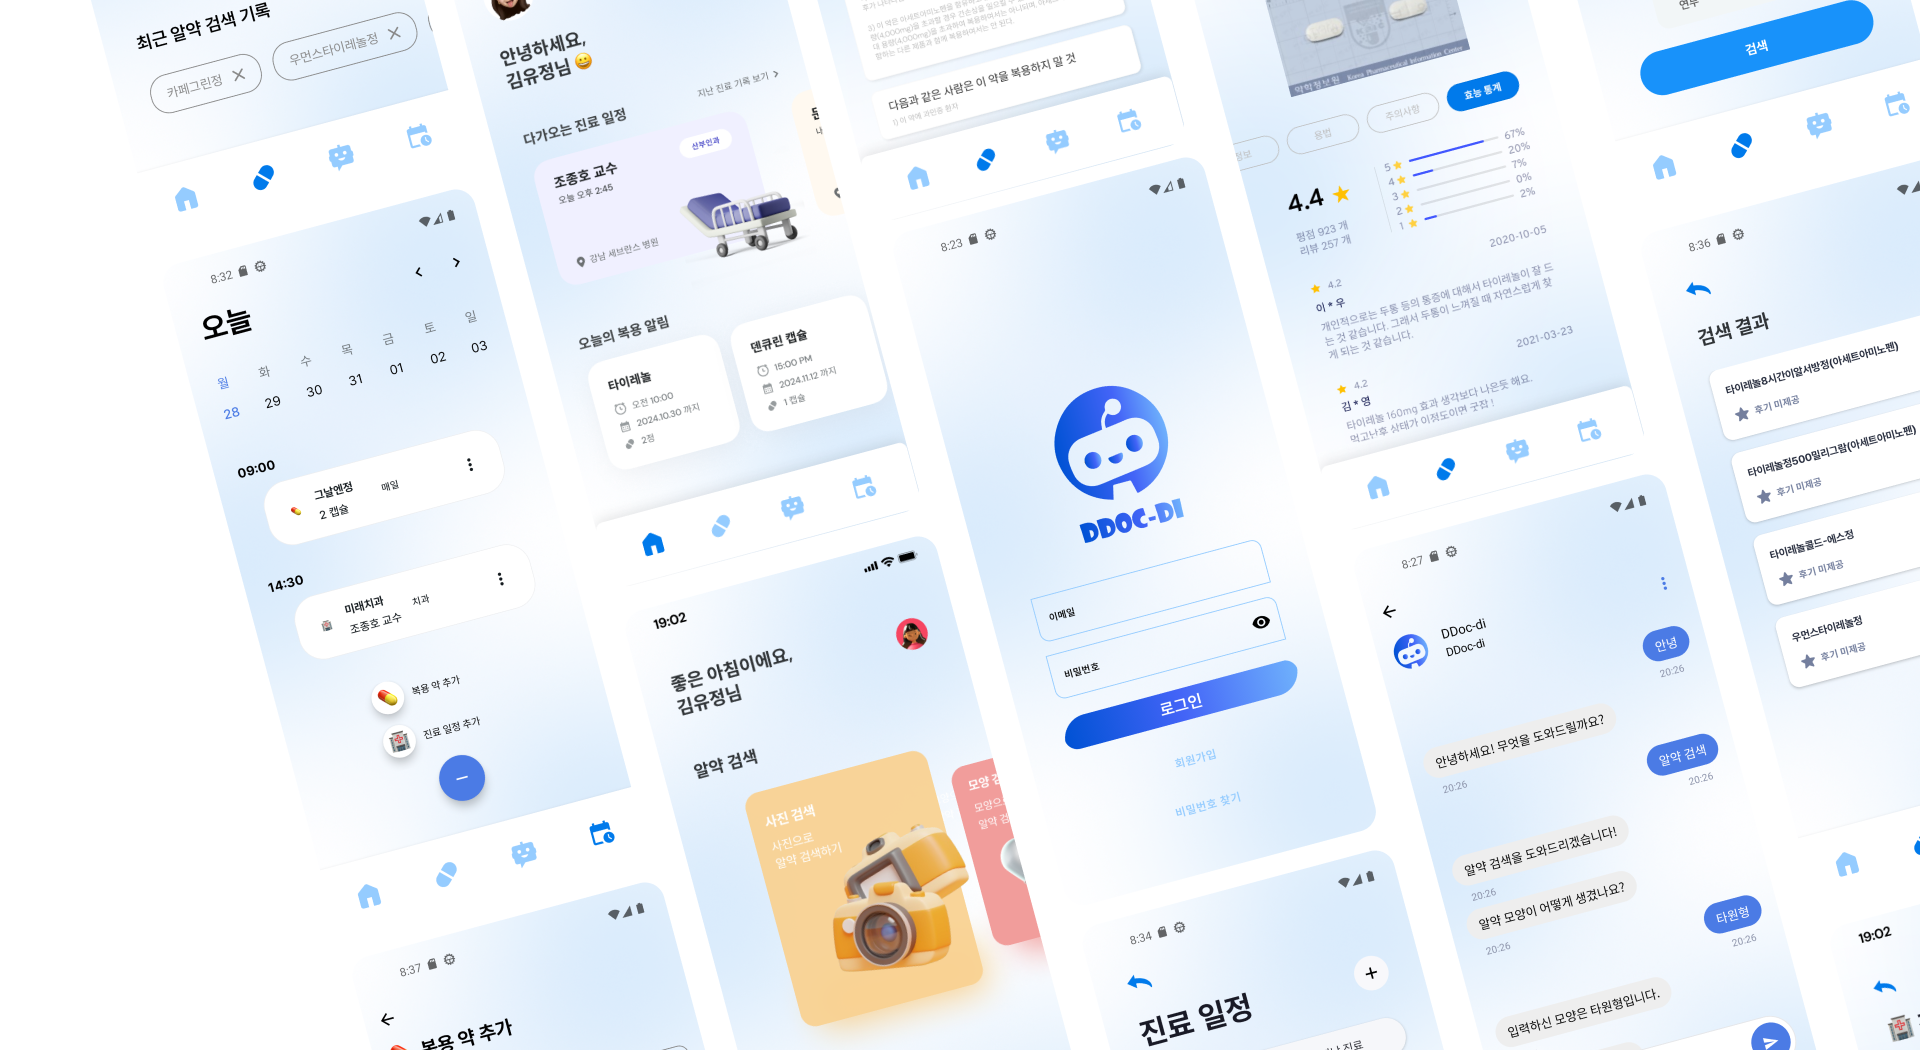 최근 알약 검색 기록
카페그린정
우먼스타이레놀정
8:32
오늘
월 화 수 목 금 토 일
28 29 30 31 01 02 03
09:00
그날엔정
매일
2 캡슐
14:30
미래치과
치과
조종호 교수
복용 약 추가
진료 일정 추가
8:37
복용 약 추가
안녕하세요,
김유정님
지난 진료 기록 보기
다가오는 진료 일정
산부인과
조종호 교수
오늘 오후 2:45
강남 세브란스 병원
오늘의 복용 알림
타이레놀
오전 10:00
2024.10.30 까지
2정
덴큐린 캡슐
15:00 PM
2024.11.12 까지
1 캡슐
19:02
좋은 아침이에요,
김유정님
알약 검색
사진 검색
사진으로
알약 검색하기
모양
모양으
알약
다음과 같은 사람은 이 약을 복용하지 말 것
1) 이 약에 과민증 환자
8:23
DDOC-DI
이메일
비밀번호
로그인
회원가입
비밀번호 찾기
8:34
진료 일정
약학정보원 Korea Pharmaceutical Information Center
정보
용법
주의사항
효능 통계
4.4
평점 923 개
리뷰 257 개
5 67%
4 20%
3 7%
2 0%
1 2%
2020-10-05
4.2
이 * 우
개인적으로는 두통 등의 통증에 대해서 타이레놀이 잘 드
는 것 같습니다. 그래서 두통이 느껴질 때 자연스럽게 찾
게 되는 것 같습니다.
2021-03-23
4.2
김 * 영
타이레놀 160mg 효과 생각보다 나은듯 해요.
먹고난후 상태가 이정도이면 굿잡 !
8:27
DDoc-di
DDoc-di
안녕
20:26
안녕하세요! 무엇을 도와드릴까요?
20:26
알약 검색
20:26
알약 검색을 도와드리겠습니다!
20:26
알약 모양이 어떻게 생겼나요?
20:26
타원형
20:26
입력하신 모양은 타원형입니다.
연두
검색
8:36
검색 결과
타이레놀8시간이알서방정(아세트아미노펜)
후기 미제공
타이레놀정500밀리그람(아세트아미노펜)
후기 미제공
타이레놀콜드-에스정
후기 미제공
우먼스타이레놀정
후기 미제공
19:02